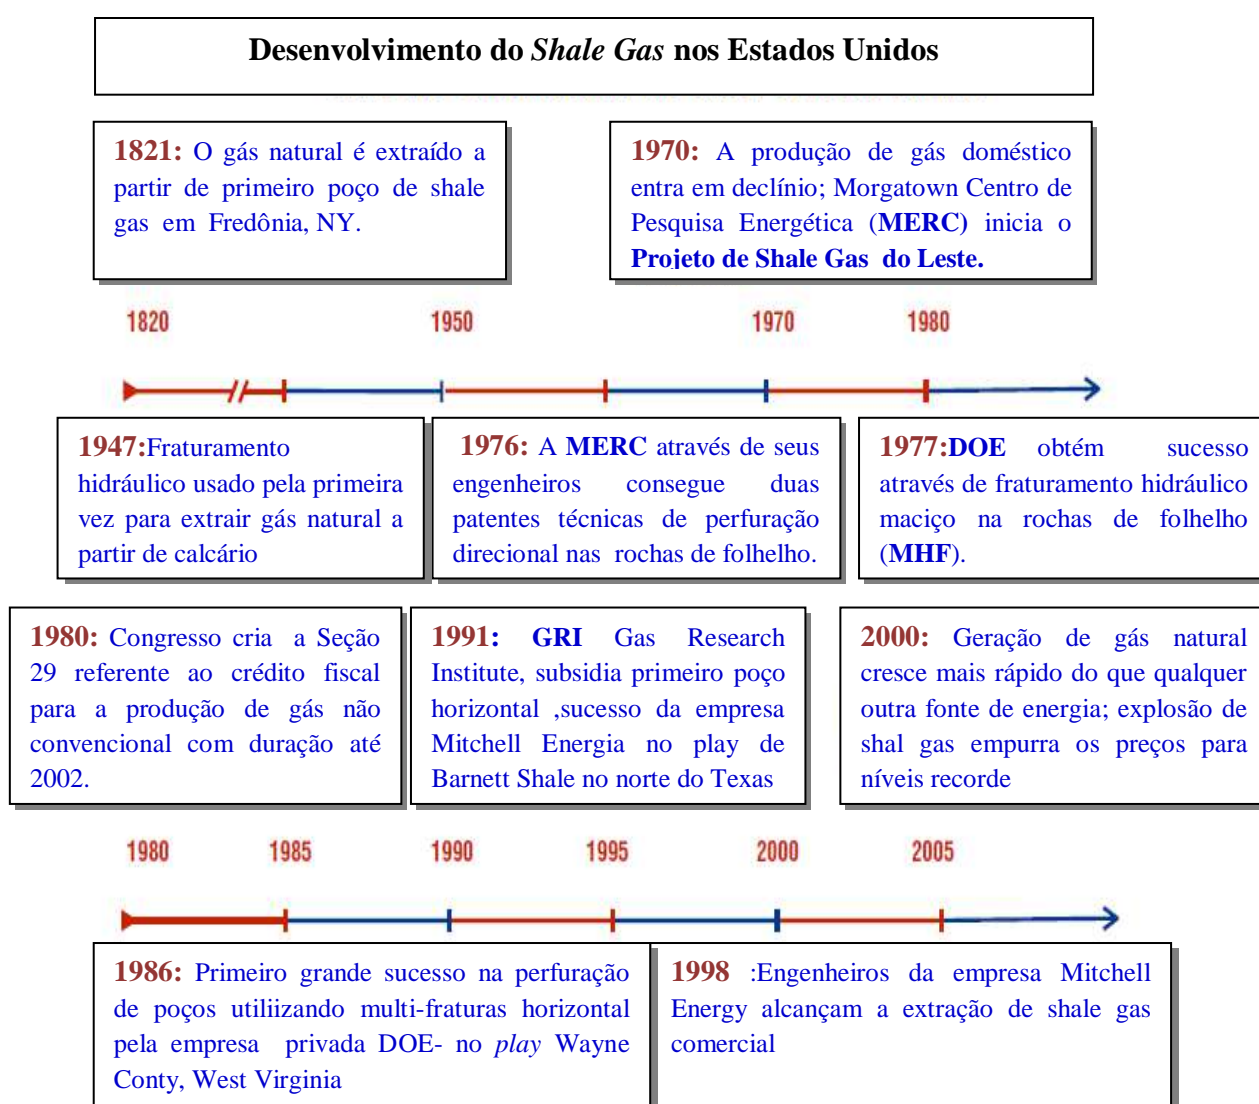 Desenvolvimento do Shale Gas nos Estados Unidos
1821: O gás natural é extraído a
partir de primeiro poço de shale
gas em Fredônia, NY.
1970: A produção de gás doméstico
entra em declínio; Morgatown Centro de
Pesquisa Energética (MERC) inicia o
Projeto de Shale Gas do Leste.
1820 1950 1970 1980
1947:Fraturamento
hidráulico usado pela primeira
vez para extrair gás natural a
partir de calcário
1976: A MERC através de seus
engenheiros consegue duas
patentes técnicas de perfuração
direcional nas rochas de folhelho.
1977:DOE obtém sucesso
através de fraturamento hidráulico
maciço na rochas de folhelho
(MHF).
1980: Congresso cria a Seção
29 referente ao crédito fiscal
para a produção de gás não
convencional com duração até
2002.
1991: GRI Gas Research
Institute, subsidia primeiro poço
horizontal ,sucesso da empresa
Mitchell Energia no play de
Barnett Shale no norte do Texas
2000: Geração de gás natural
cresce mais rápido do que qualquer
outra fonte de energia; explosão de
shal gas empurra os preços para
níveis recorde
1980 1985 1990 1995 2000 2005
1986: Primeiro grande sucesso na perfuração
de poços utiliizando multi-fraturas horizontal
pela empresa privada DOE- no play Wayne
Conty, West Virginia
1998 :Engenheiros da empresa Mitchell
Energy alcançam a extração de shale gas
comercial